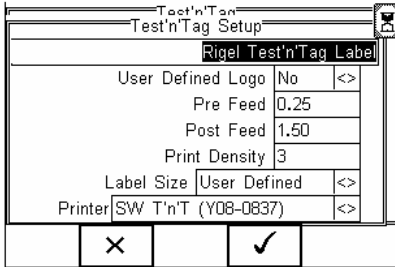 Test'n'Tag
Test'n'Tag Setup
Rigel Test'n'Tag Label
User Defined Logo No <>
Pre Feed 0.25
Post Feed 1.50
Print Density 3
Label Size User Defined <>
Printer SW T'n'T (Y08-0837) <>